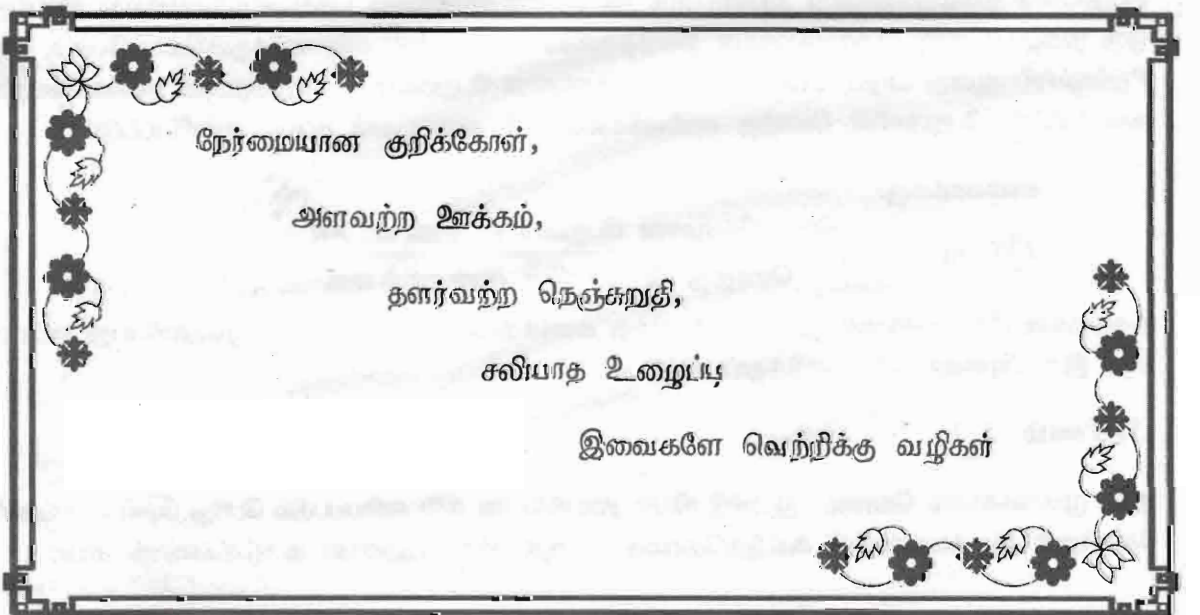 நேர்மையான குறிக்கோள்,
அளவற்ற ஊக்கம்,
தளர்வற்ற நெஞ்சுறுதி,
சலியாத உழைப்பு
இவைகளே வெற்றிக்கு வழிகள்